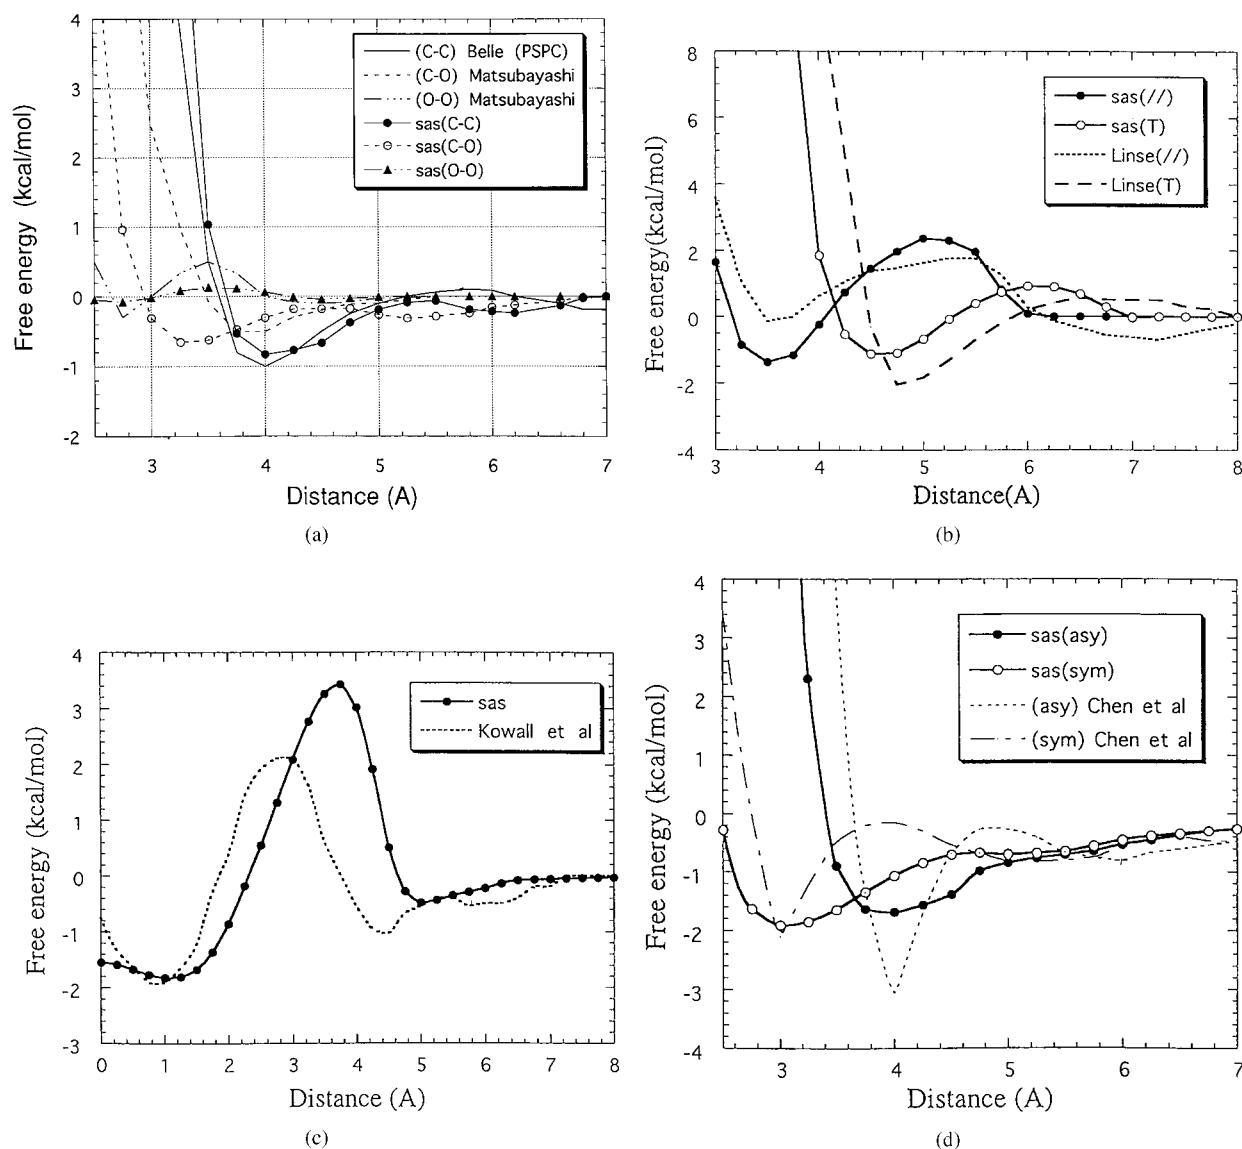 4
3
2
1
0
-1
-2
Free energy (kcal/mol)
(C-C) Belle (PSPC)
(C-O) Matsubayashi
(O-O) Matsubayashi
sas(C-C)
sas(C-O)
sas(O-O)
3 4 5 6 7
Distance (A)
(a)
8
6
4
2
0
-2
-4
Free energy(kcal/mol)
sas(//)
sas(T)
Linse(//)
Linse(T)
3 4 5 6 7 8
Distance(A)
(b)
4
3
2
1
0
-1
-2
-3
Free energy (kcal/mol)
sas
Kowall et al
0 1 2 3 4 5 6 7 8
Distance (A)
(c)
4
3
2
1
0
-1
-2
-3
-4
Free energy (kcal/mol)
sas(asy)
sas(sym)
(asy) Chen et al
(sym) Chen et al
3 4 5 6 7
Distance (A)
(d)